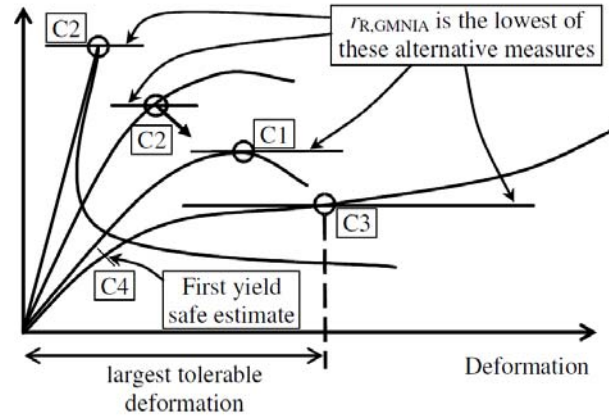 C2
r_R,GMNIA is the lowest of
these alternative measures
C2
C1
C3
C4
First yield
safe estimate
Deformation
largest tolerable
deformation